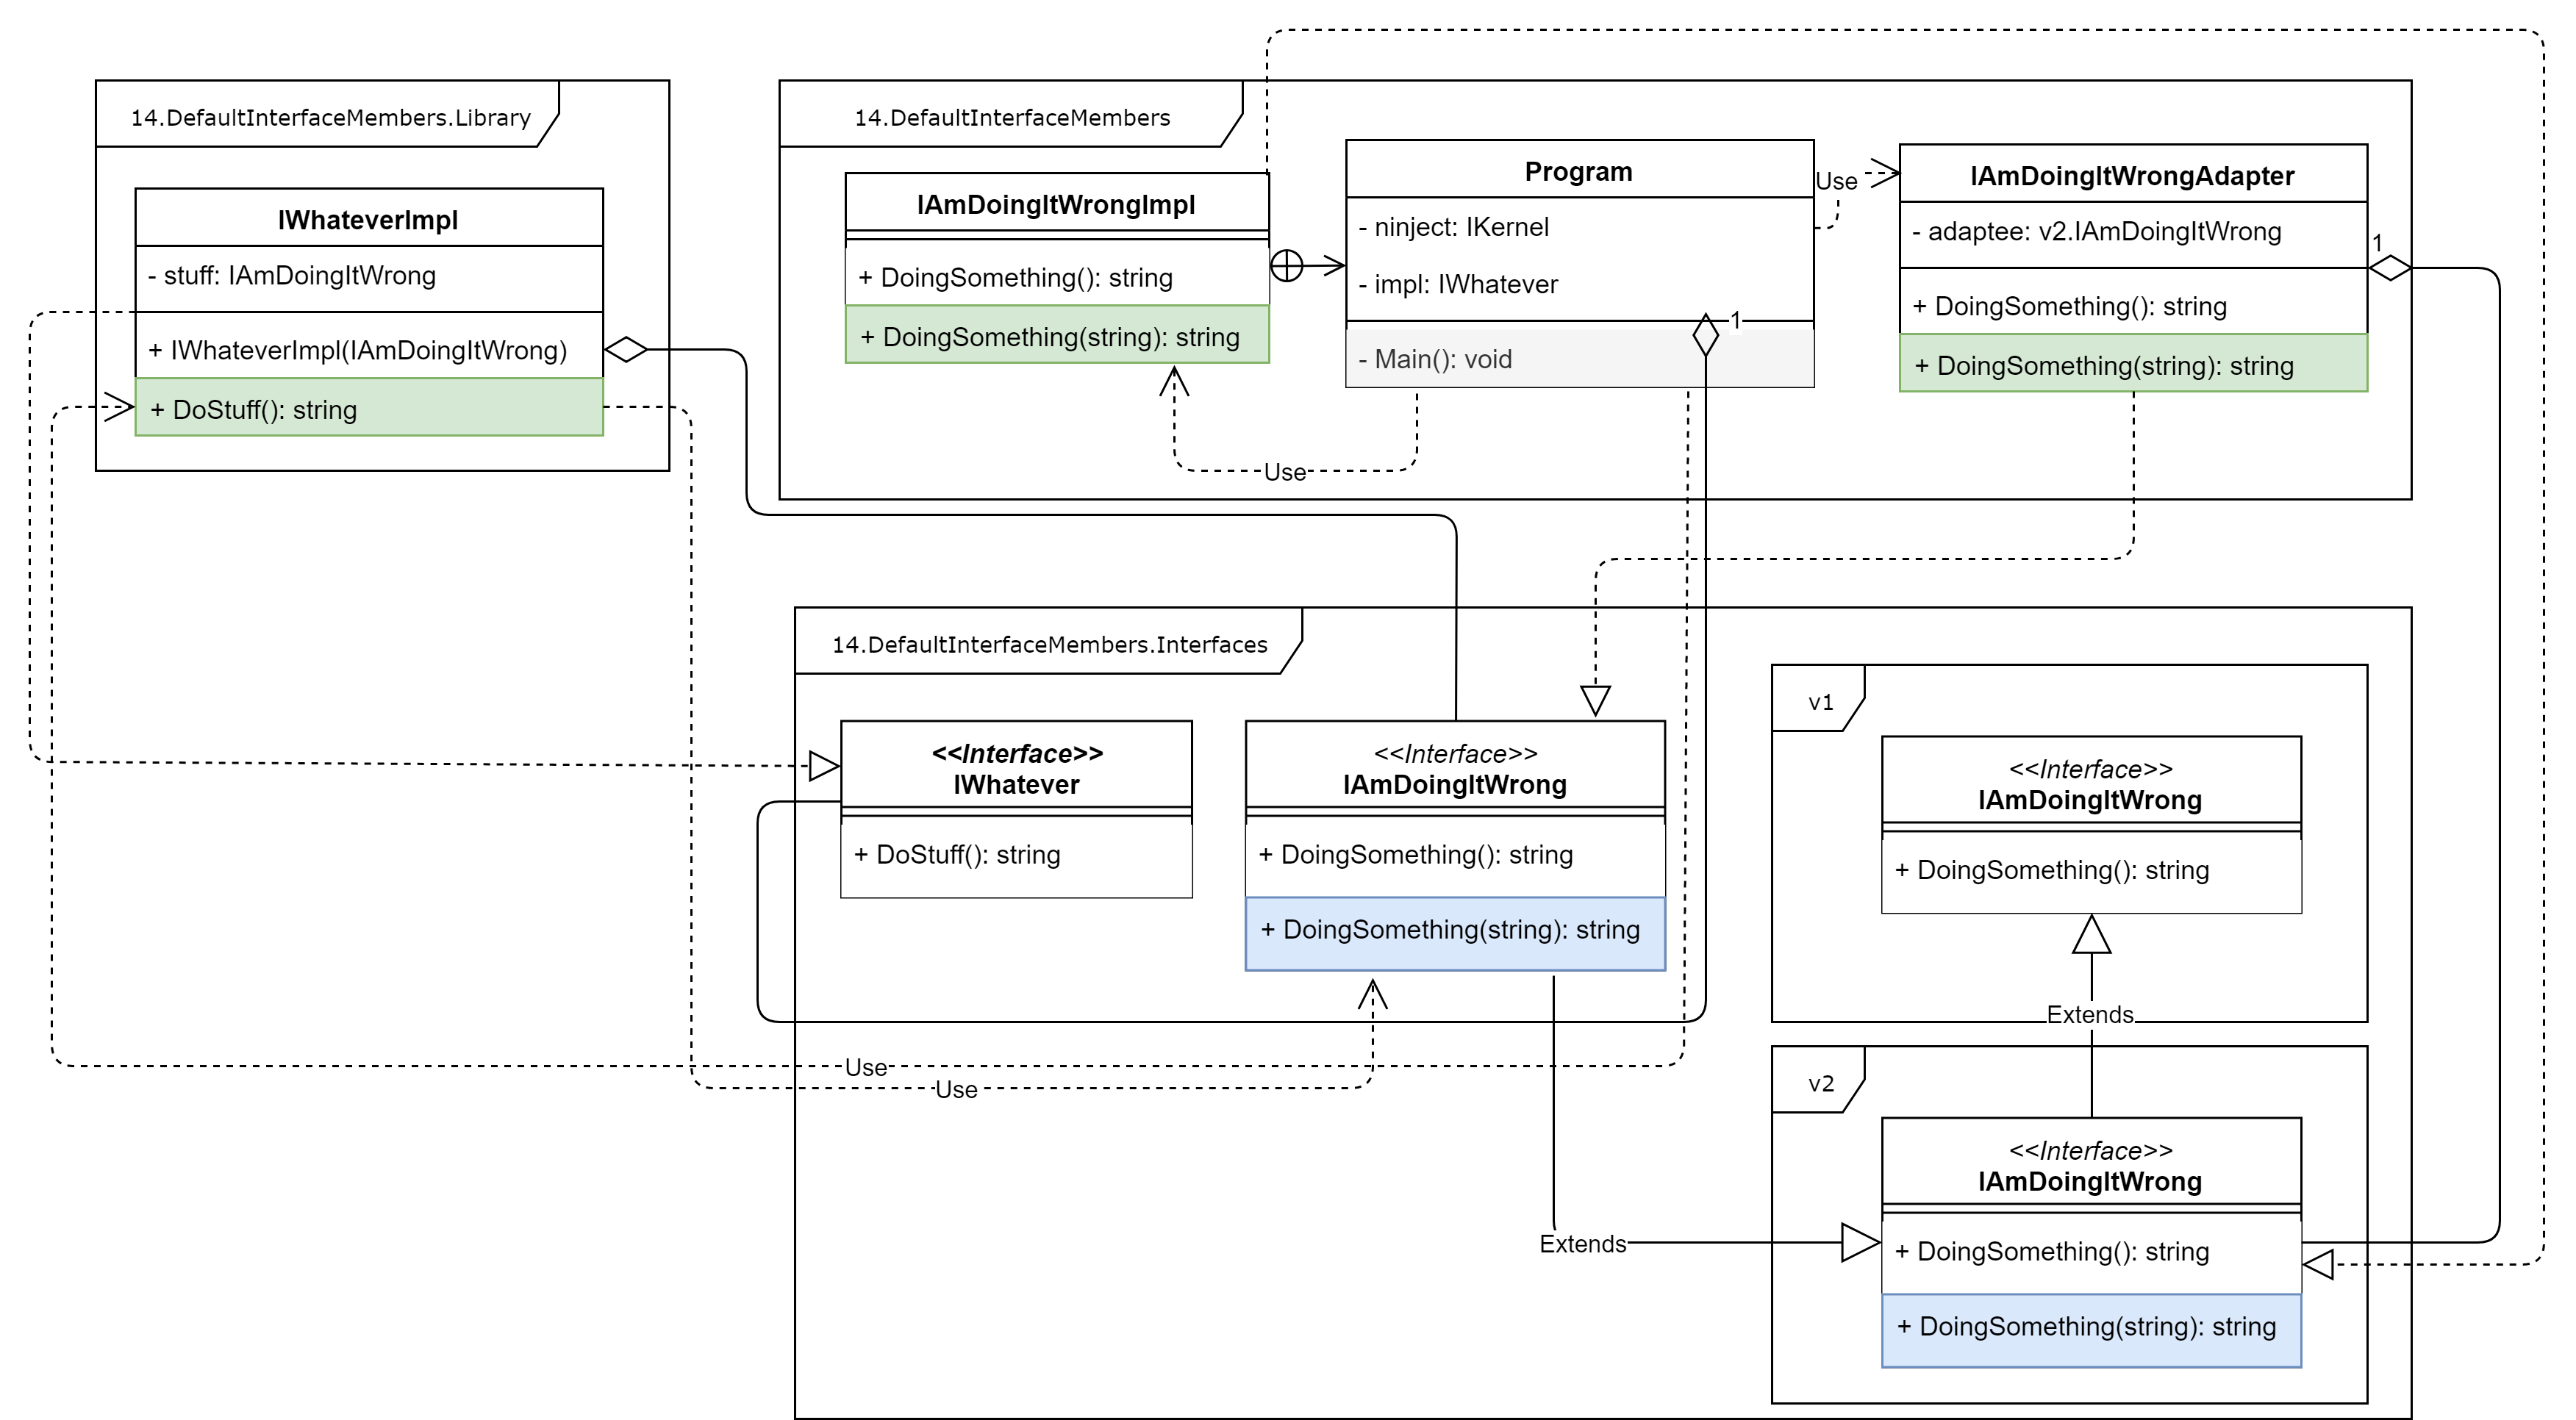 14.DefaultInterfaceMembers.Library
IWhateverImpl
- stuff: IAmDoingItWrong
+ IWhateverImpl(IAmDoingItWrong)
+ DoStuff(): string
14.DefaultInterfaceMembers
IAmDoingItWrongImpl
+ DoingSomething(): string
+ DoingSomething(string): string
Program
- ninject: IKernel
- impl: IWhatever
1
- Main(): void
Use
Use
IAmDoingItWrongAdapter
- adaptee: v2.IAmDoingItWrong
1
+ DoingSomething(): string
+ DoingSomething(string): string
14.DefaultInterfaceMembers.Interfaces
<<Interface>>
IWhatever
+ DoStuff(): string
<<Interface>>
IAmDoingItWrong
+ DoingSomething(): string
+ DoingSomething(string): string
Use
Use
Extends
v1
<<Interface>>
IAmDoingItWrong
+ DoingSomething(): string
Extends
v2
<<Interface>>
IAmDoingItWrong
+ DoingSomething(): string
+ DoingSomething(string): string